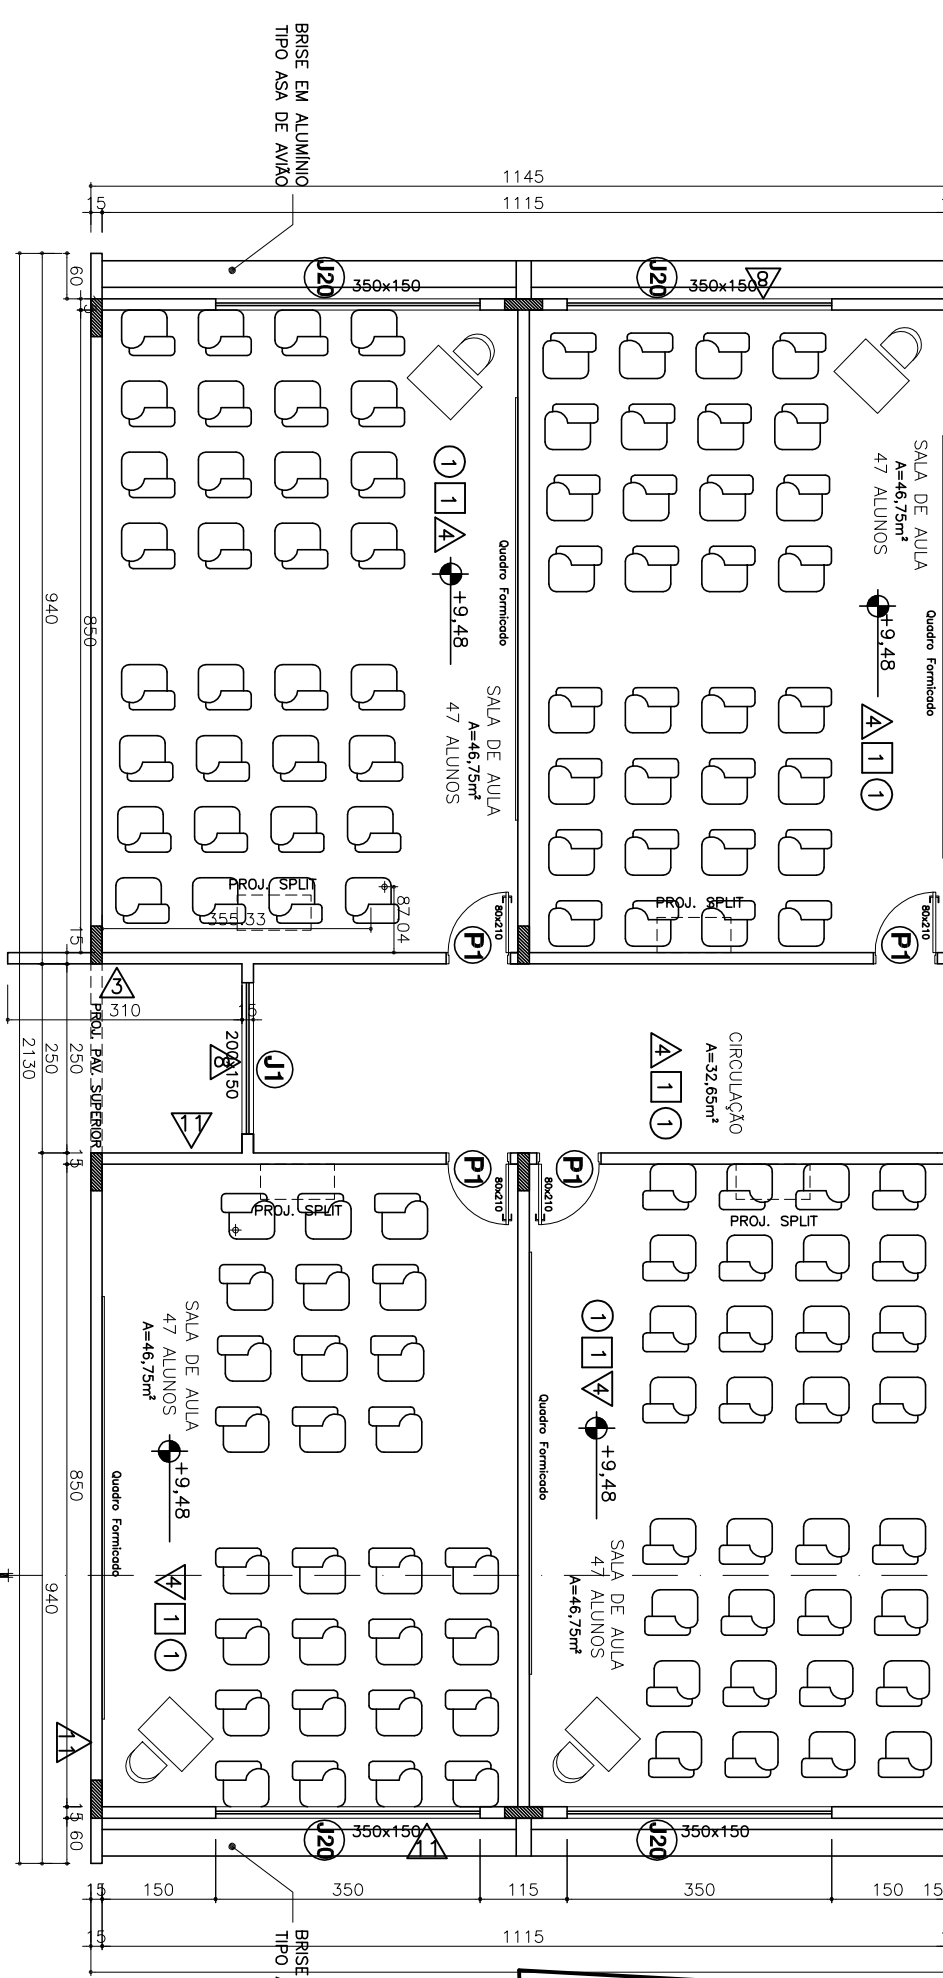 BRISE EM ALUMÍNIO
TIPO ASA DE AVIÃO
1145
15
1115
60
J20
350x150
J20
350x150
8
SALA DE AULA
A=46,75m²
47 ALUNOS
1
1
4
+9,48
Quadro Formicado
+9,48
Quadro Formicado
4
1
1
SALA DE AULA
A=46,75m²
47 ALUNOS
940
850
PROJ. SPLIT
355.33
87.04
PROJ. SPLIT
80x210
P1
80x210
P1
15
3
310
15
PROJ. PAV. SUPERIOR
200x150
8
J1
11
2130
250
250
CIRCULAÇÃO
A=32,65m²
4
1
1
15
P1
80x210
P1
80x210
PROJ. SPLIT
PROJ. SPLIT
SALA DE AULA
47 ALUNOS
A=46,75m²
+9,48
Quadro Formicado
4
1
1
1
1
4
+9,48
Quadro Formicado
SALA DE AULA
47 ALUNOS
A=46,75m²
850
940
11
15
60
J20
350x150
11
J20
350x150
15
150
350
115
350
150
15
15
1115
BRISE
TIPO